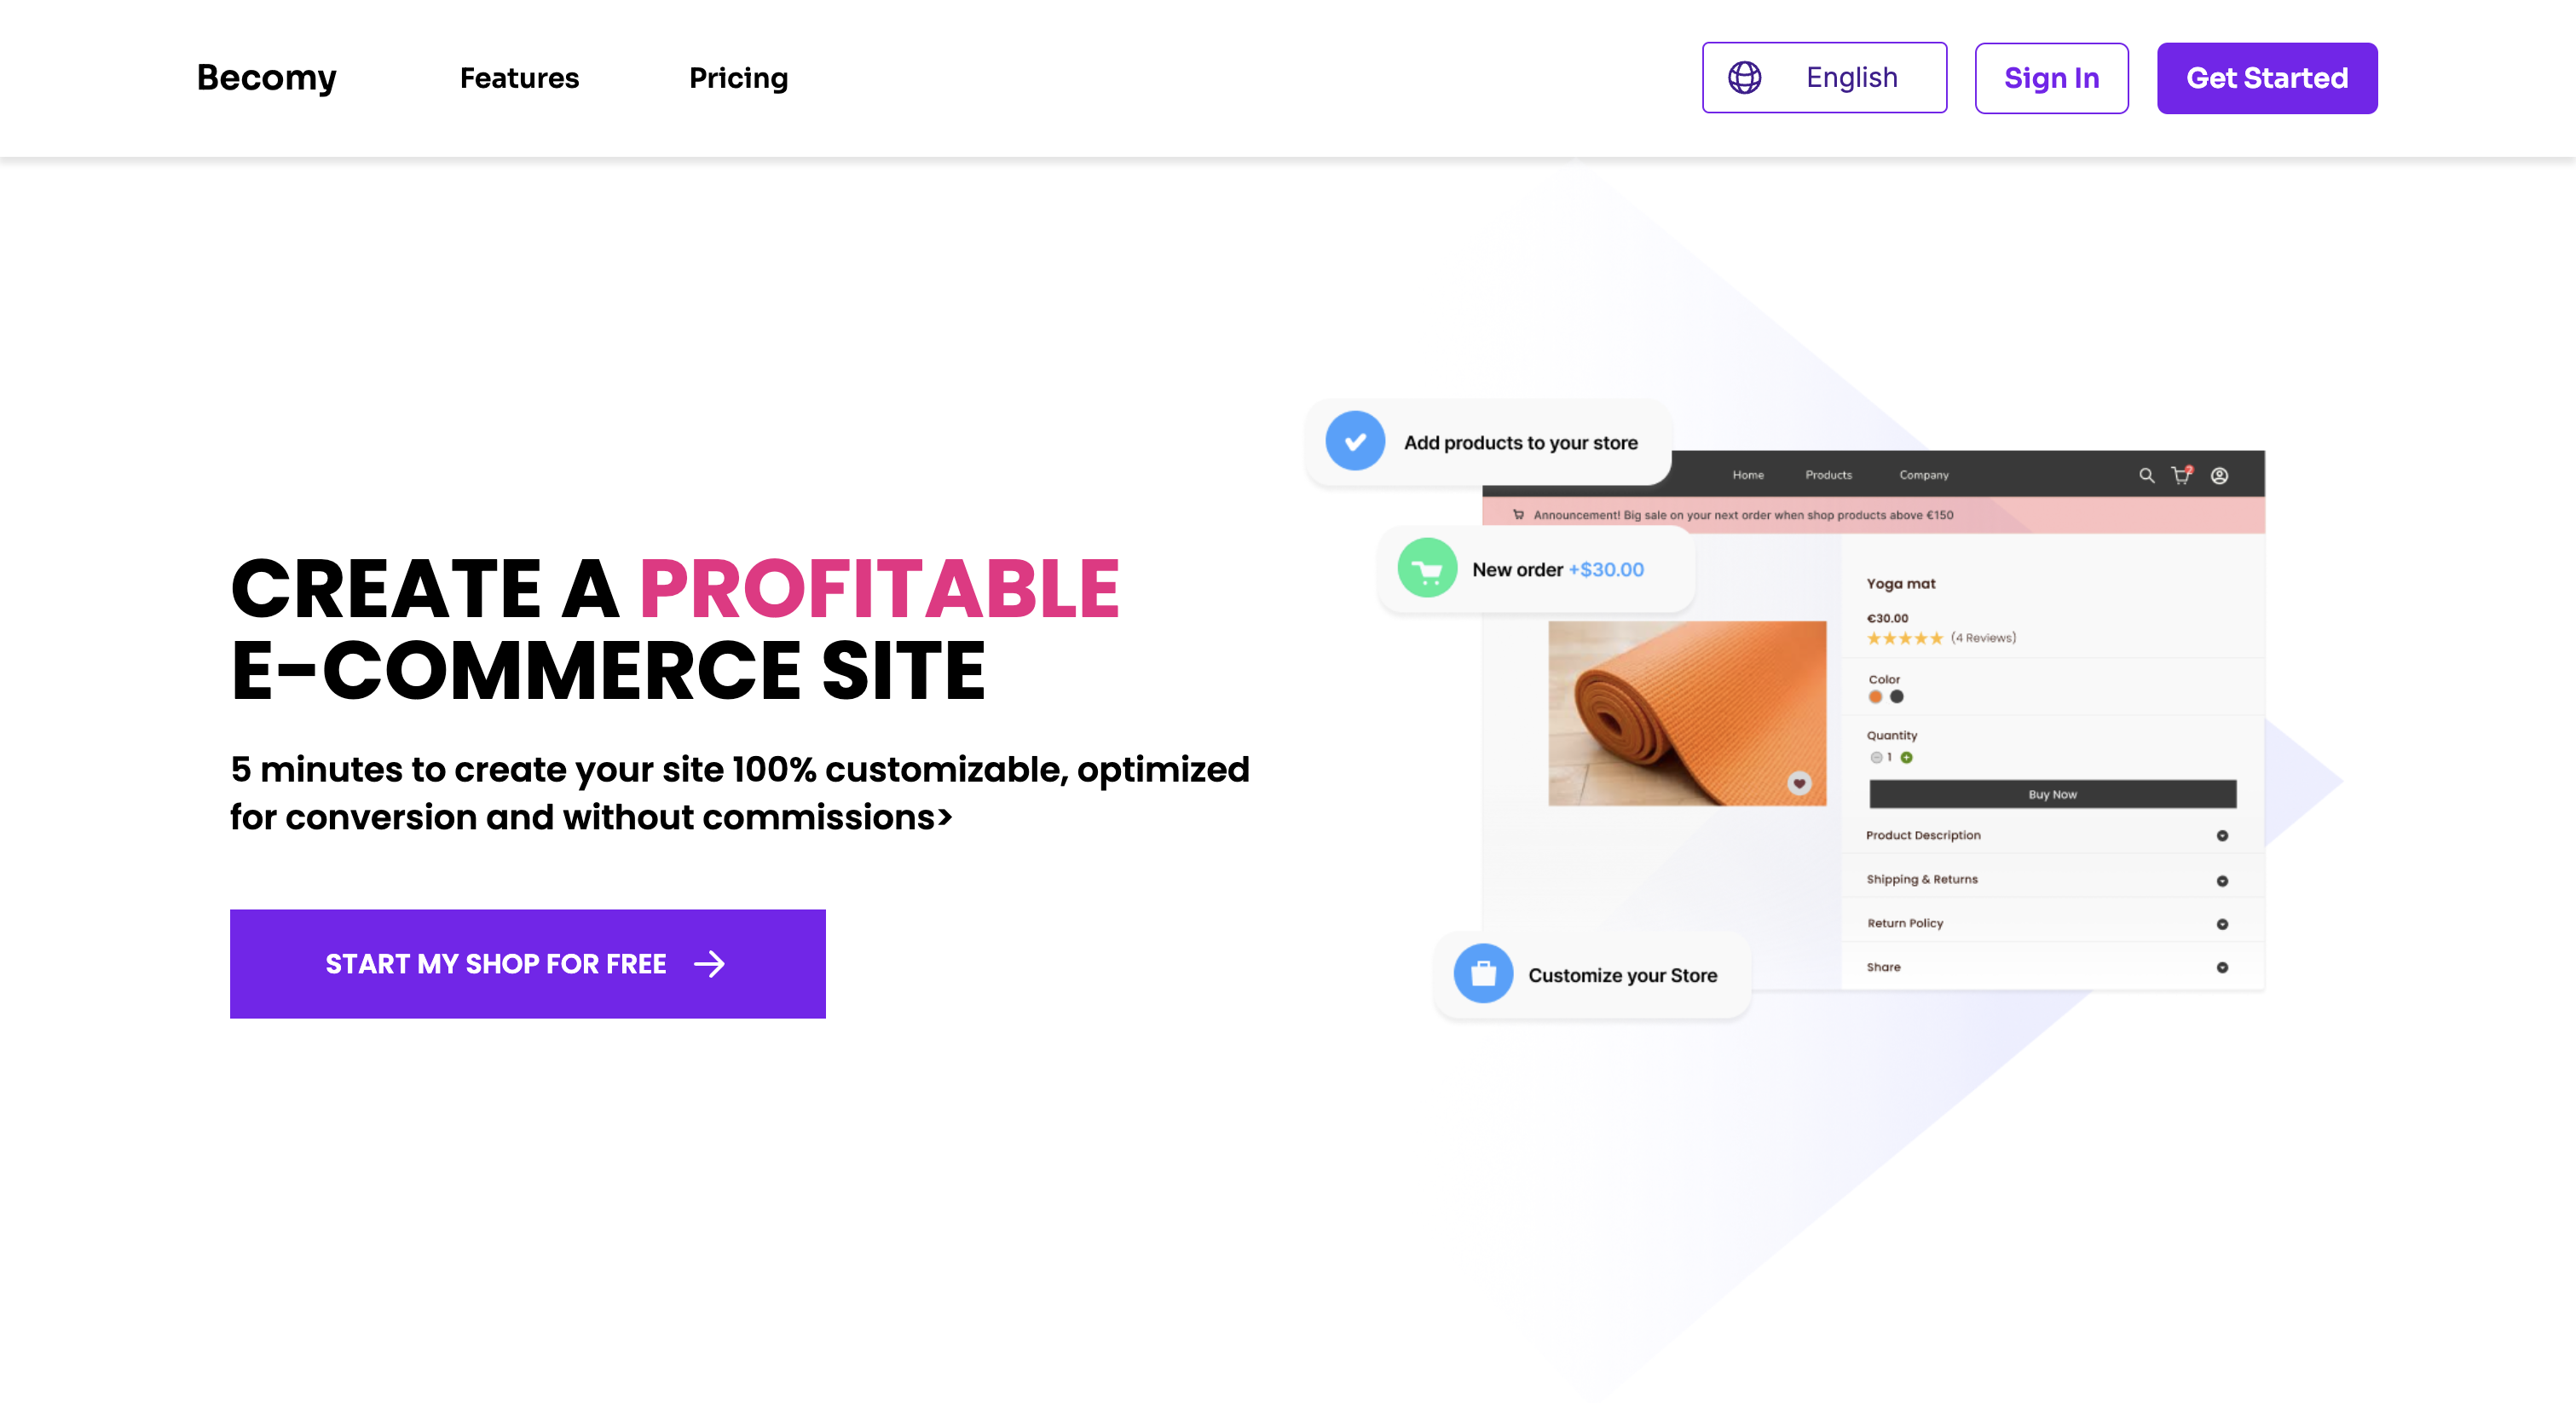 Becomy
Features
Pricing
English
Sign In
Get Started
CREATE A PROFITABLE
E-COMMERCE SITE
5 minutes to create your site 100% customizable, optimized
for conversion and without commissions>
START MY SHOP FOR FREE
Add products to your store
Home
Products
Company
2
Announcement! Big sale on your next order when shop products above €150
New order +$30.00
Yoga mat
€30.00
(4 Reviews)
Color
Quantity
1
Buy Now
Product Description
Shipping & Returns
Return Policy
Share
Customize your Store